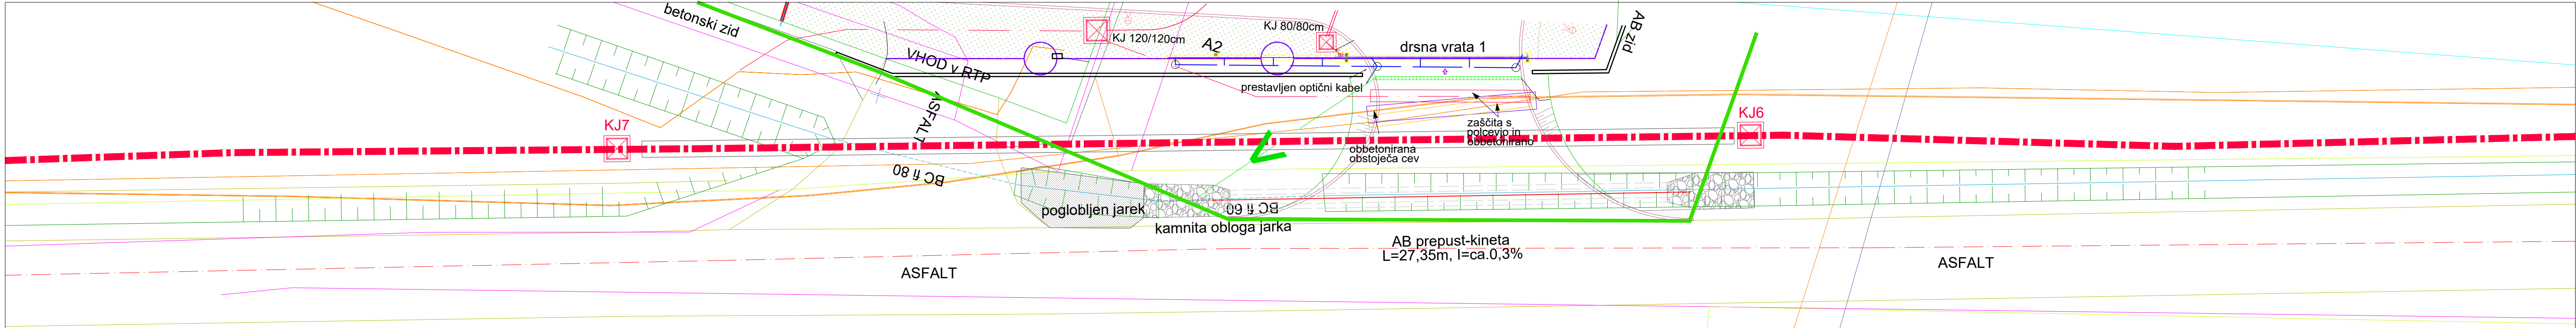 betonski zid
KJ 120/120cm
A2
KJ 80/80cm
drsna vrata 1
AB zid
VHOD v RTP
prestavljen optični kabel
ASFALT
KJ7
KJ6
zaščita s
polcevjo in
obbetonirano
obbetonirana
obstoječa cev
BC fi 80
pogloblj​en jarek
BC fi 60
kamnita obloga jarka
AB prepust-kineta
L=27,35m, I=ca.0,3%
ASFALT
ASFALT